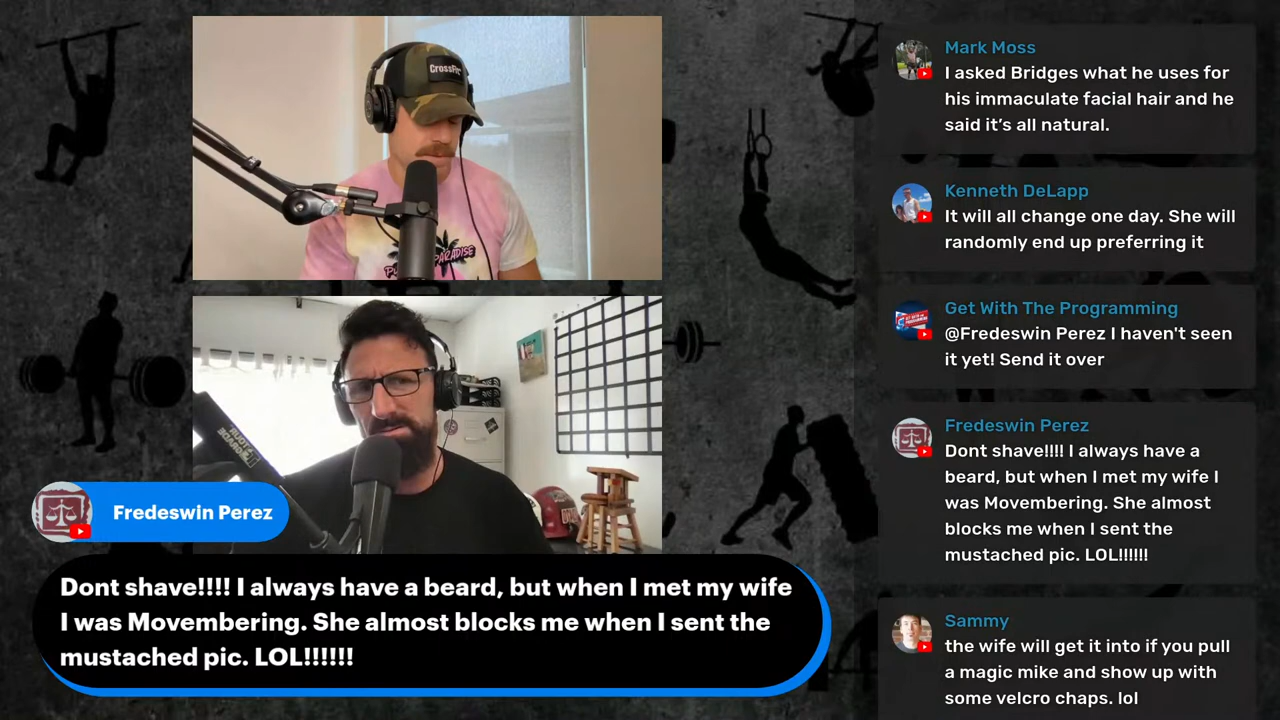 CrossFit
PARADISE
Fredeswin Perez
Dont shave!!!! I always have a beard, but when I met my wife
I was Movembering. She almost blocks me when I sent the
mustached pic. LOL!!!!!!
Mark Moss
I asked Bridges what he uses for
his immaculate facial hair and he
said it’s all natural.
Kenneth DeLapp
It will all change one day. She will
randomly end up preferring it
Get With The Programming
@Fredeswin Perez I haven't seen
it yet! Send it over
Fredeswin Perez
Dont shave!!!! I always have a
beard, but when I met my wife I
was Movembering. She almost
blocks me when I sent the
mustached pic. LOL!!!!!!
Sammy
the wife will get it into if you pull
a magic mike and show up with
some velcro chaps. lol